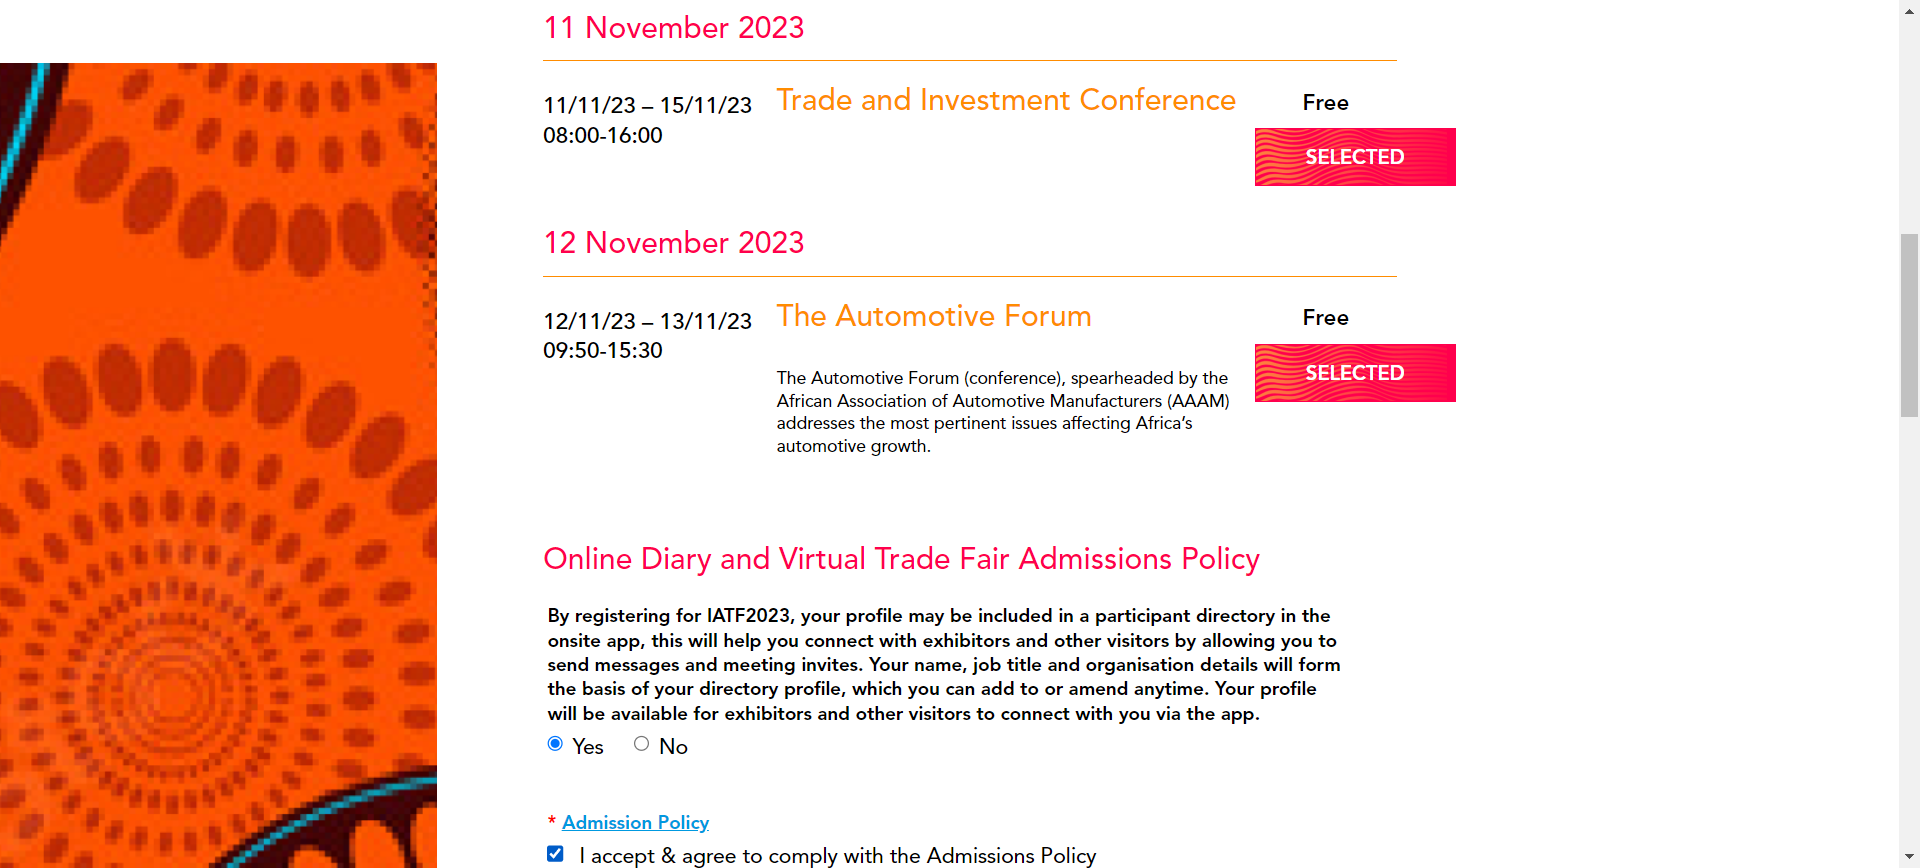 11 November 2023
11/11/23 – 15/11/23
08:00-16:00
Trade and Investment Conference
Free
SELECTED
12 November 2023
12/11/23 – 13/11/23
09:50-15:30
The Automotive Forum
The Automotive Forum (conference), spearheaded by the
African Association of Automotive Manufacturers (AAAM)
addresses the most pertinent issues affecting Africa’s
automotive growth.
Free
SELECTED
Online Diary and Virtual Trade Fair Admissions Policy
By registering for IATF2023, your profile may be included in a participant directory in the
onsite app, this will help you connect with exhibitors and other visitors by allowing you to
send messages and meeting invites. Your name, job title and organisation details will form
the basis of your directory profile, which you can add to or amend anytime. Your profile
will be available for exhibitors and other visitors to connect with you via the app.
Yes No
* Admission Policy
I accept & agree to comply with the Admissions Policy